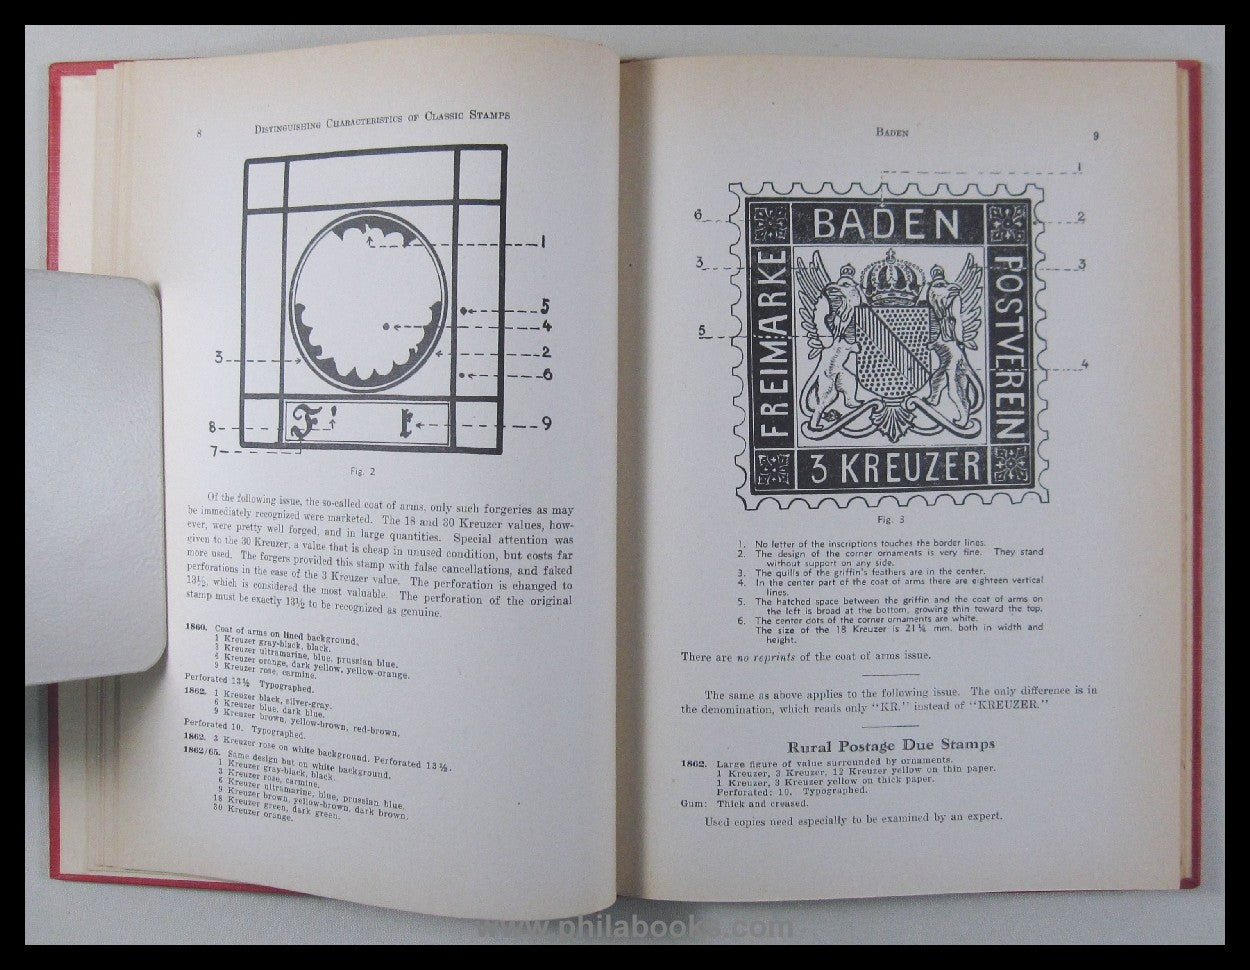 8 DISTINGUISHING CHARACTERISTICS OF CLASSIC STAMPS
1
5
4
3
2
6
F
k
8
9
7
Fig. 2
Of the following issue, the so-called coat of arms, only such forgeries as may
be immediately recognized were marketed. The 18 and 30 Kreuzer values, how-
ever, were pretty well forged, and in large quantities. Special attention was
given to the 30 Kreuzer, a value that is cheap in unused condition, but costs far
more used. The forgers provided this stamp with false cancellations, and faked
perforations in the case of the 3 Kreuzer value. The perforation is changed to
13½, which is considered the most valuable. The perforation of the original
stamp must be exactly 13½ to be recognized as genuine.
1860. Coat of arms on lined background.
1 Kreuzer gray-black, black.
3 Kreuzer ultramarine, blue, prussian blue.
6 Kreuzer orange, dark yellow, yellow-orange.
9 Kreuzer rose, carmine.
Perforated 13½ Typographed.
1862. 1 Kreuzer black, silver-gray.
6 Kreuzer blue, dark blue.
9 Kreuzer brown, yellow-brown, red-brown.
Perforated 10. Typographed.
1862. 3 Kreuzer rose on white background. Perforated 13½.
1862/65. Same design but on white background.
1 Kreuzer gray-black, black.
3 Kreuzer rose, carmine.
6 Kreuzer ultramarine, blue, prussian blue.
9 Kreuzer brown, yellow-brown, dark brown.
18 Kreuzer green, dark green.
30 Kreuzer orange.
BADEN 9
1
6
2
3
3
5
4
BADEN
FREIMARKE
POSTVEREIN
3 KREUZER
Fig. 3
1. No letter of the inscriptions touches the border lines.
2. The design of the corner ornaments is very fine. They stand
without support on any side.
3. The quills of the griffin's feathers are in the center.
4. In the center part of the coat of arms there are eighteen vertical
lines.
5. The hatched space between the griffin and the coat of arms on
the left is broad at the bottom, growing thin toward the top.
6. The center dots of the corner ornaments are white.
The size of the 18 Kreuzer is 21¼ mm. both in width and
height.
There are no reprints of the coat of arms issue.
The same as above applies to the following issue. The only difference is in
the denomination, which reads only "KR." instead of "KREUZER."
Rural Postage Due Stamps
1862. Large figure of value surrounded by ornaments.
1 Kreuzer, 3 Kreuzer, 12 Kreuzer yellow on thin paper.
1 Kreuzer, 3 Kreuzer yellow on thick paper.
Perforated: 10. Typographed.
Gum: Thick and creased.
Used copies need especially to be examined by an expert.
www.philabooks.com